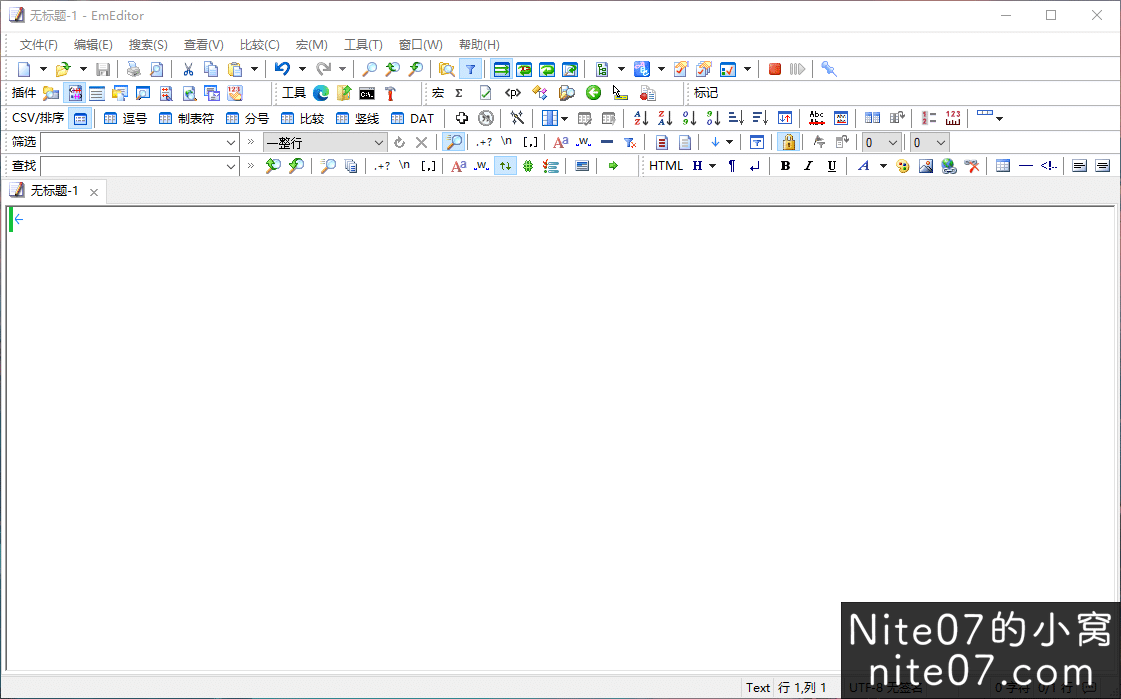 无标题-1 - EmEditor
文件(F) 编辑(E) 搜索(S) 查看(V) 比较(C) 宏(M) 工具(T) 窗口(W) 帮助(H)
插件 工具 宏 Σ <P> 标记
CSV/排序 逗号 制表符 分号 比较 竖线 DAT
筛选 » 一整行 .+? \n [,] Aa .w. 0 0
查找 » .+? \n [,] Aa .w. HTML H ¶ B I U A <!..
无标题-1
Nite07的小窝
nite07.com
Text 行 1,列 1 UTF-8 无签名 0 字符 0/1 行